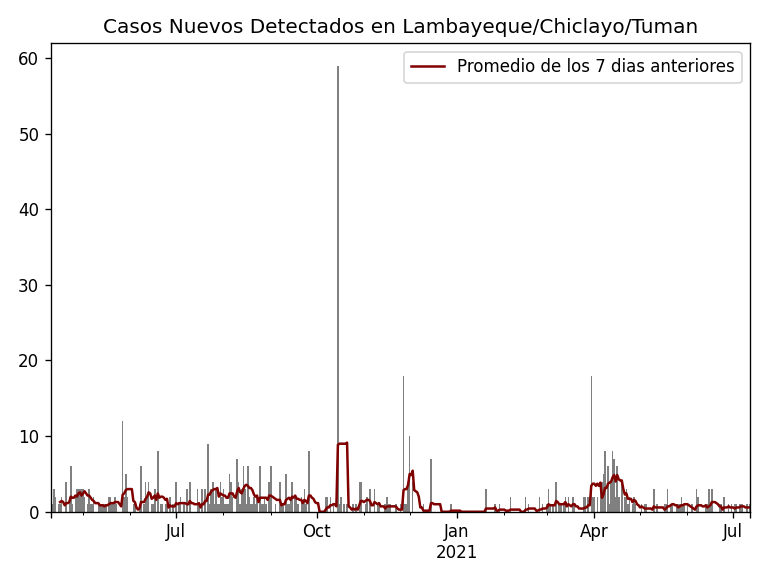 Casos Nuevos Detectados en Lambayeque/Chiclayo/Tuman
Promedio de los 7 dias anteriores
60
50
40
30
20
10
0
Jul Oct Jan Apr Jul
2021